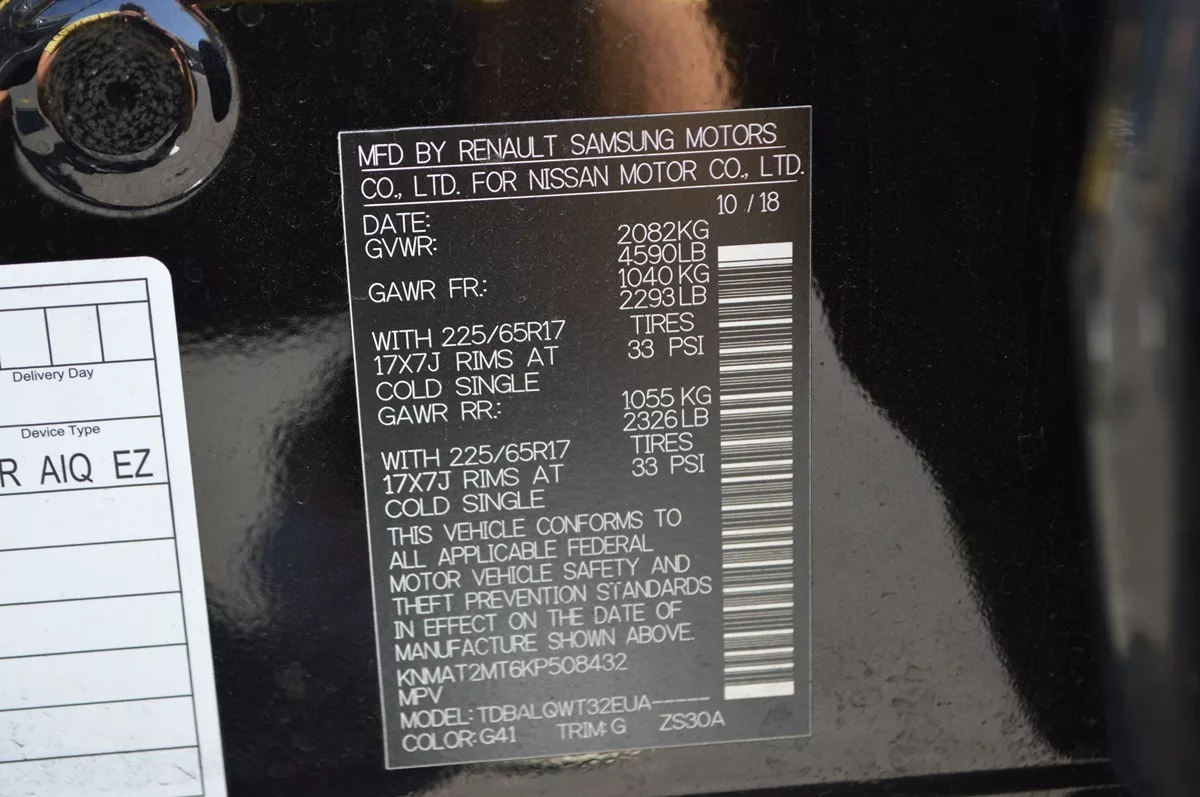 MFD BY RENAULT SAMSUNG MOTORS
CO., LTD. FOR NISSAN MOTOR CO., LTD.
DATE: 10 / 18
GVWR: 2082KG
4590LB
GAWR FR.: 1040 KG
2293 LB
WITH 225/65R17 TIRES
17X7J RIMS AT 33 PSI
COLD SINGLE
GAWR RR.: 1055 KG
2326 LB
WITH 225/65R17 TIRES
17X7J RIMS AT 33 PSI
COLD SINGLE
THIS VEHICLE CONFORMS TO
ALL APPLICABLE FEDERAL
MOTOR VEHICLE SAFETY AND
THEFT PREVENTION STANDARDS
IN EFFECT ON THE DATE OF
MANUFACTURE SHOWN ABOVE.
KNMAT2MT6KP508432
MPV
MODEL: TDBALQWT32EUA-----
COLOR: G41 TRIM: G ZS30A
Delivery Day
Device Type
R AIQ EZ